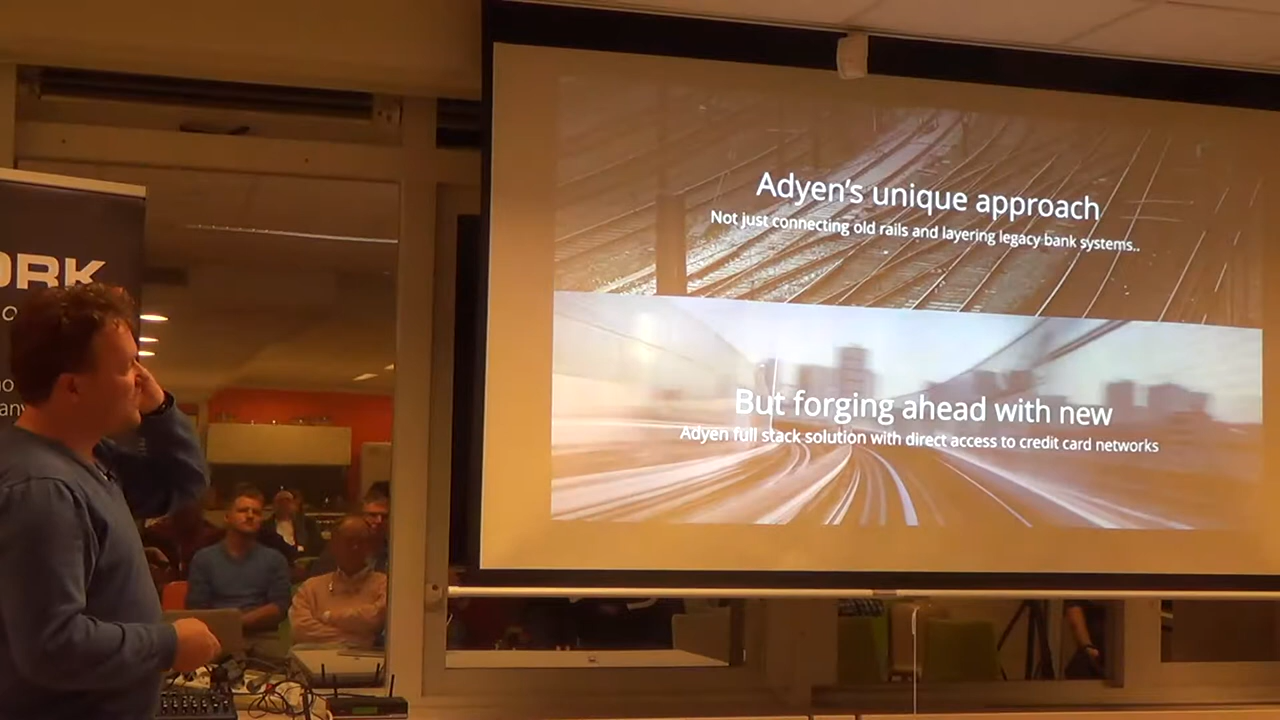 Adyen's unique approach
Not just connecting old rails and layering legacy bank systems..
But forging ahead with new
Adyen full stack solution with direct access to credit card networks
ORK